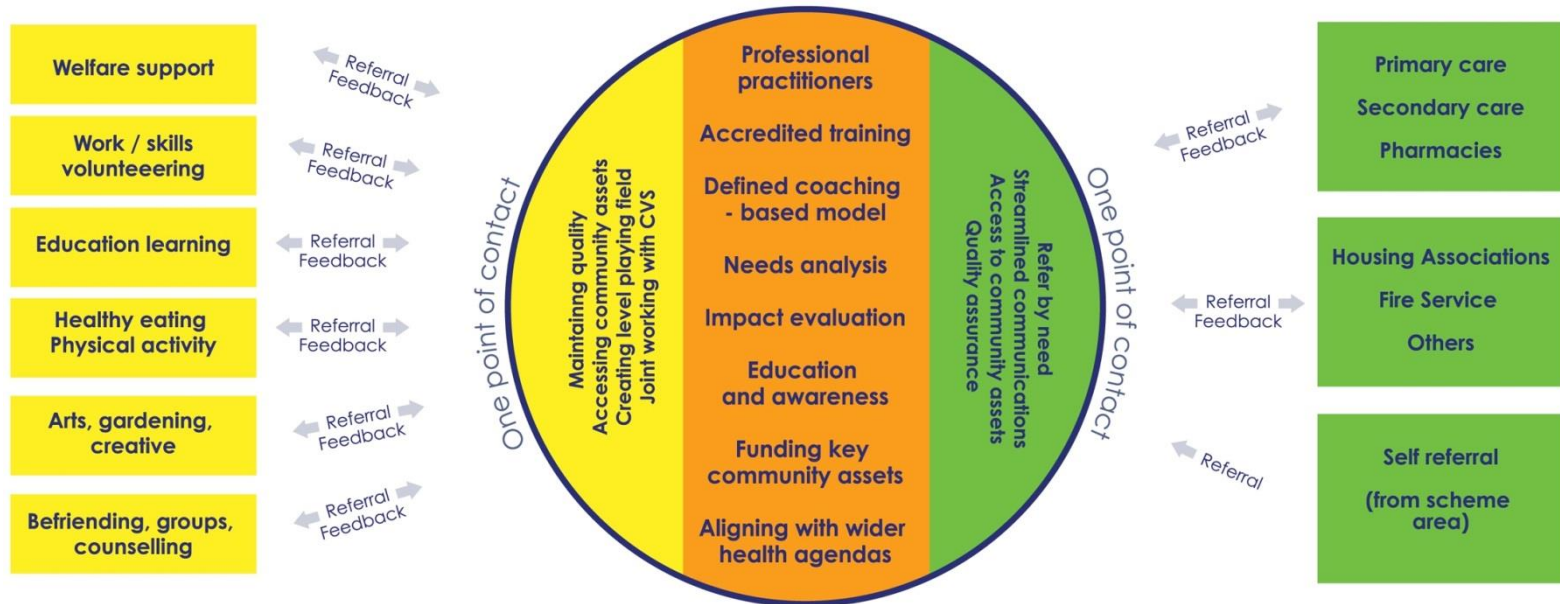 Welfare support
Work / skills
volunteeering
Education learning
Healthy eating
Physical activity
Arts, gardening,
creative
Befriending, groups,
counselling
Referral
Feedback
Referral
Feedback
Referral
Feedback
Referral
Feedback
Referral
Feedback
Referral
Feedback
One point of contact
Maintaining quality
Accessing community assets
Creating level playing field
Joint working with CVS
Professional
practitioners
Accredited training
Defined coaching
- based model
Needs analysis
Impact evaluation
Education
and awareness
Funding key
community assets
Aligning with wider
health agendas
Refer by need
Streamlined communications
Access to community assets
Quality assurance
One point of contact
Referral
Feedback
Referral
Feedback
Referral
Primary care
Secondary care
Pharmacies
Housing Associations
Fire Service
Others
Self referral
(from scheme
area)